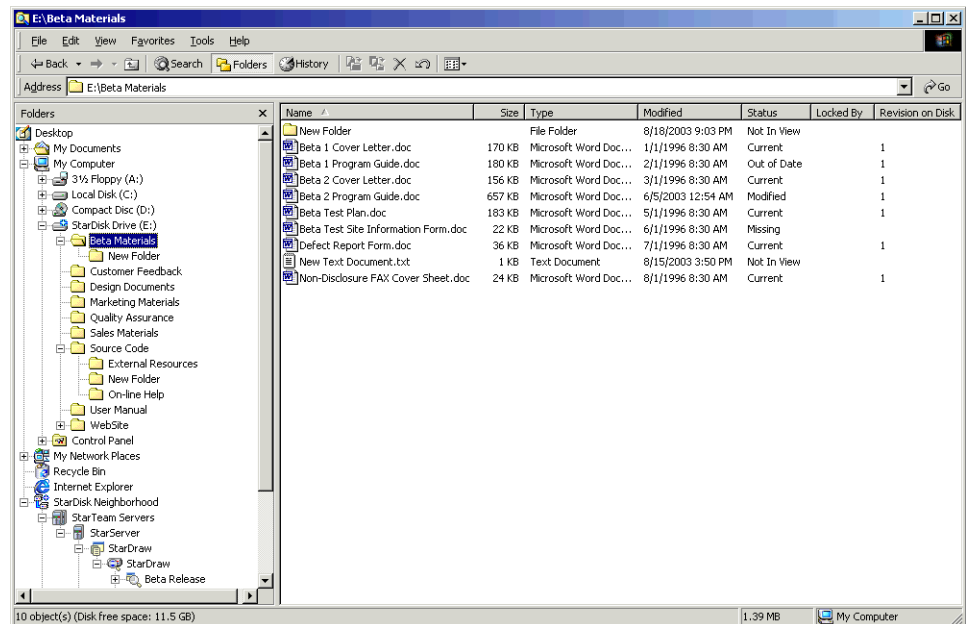 E:\Beta Materials
File Edit View Favorites Tools Help
Back Search Folders History
Address E:\Beta Materials Go
Folders
Desktop
My Documents
My Computer
3½ Floppy (A:)
Local Disk (C:)
Compact Disc (D:)
StarDisk Drive (E:)
Beta Materials
New Folder
Customer Feedback
Design Documents
Marketing Materials
Quality Assurance
Sales Materials
Source Code
External Resources
New Folder
On-line Help
User Manual
WebSite
Control Panel
My Network Places
Recycle Bin
Internet Explorer
StarDisk Neighborhood
StarTeam Servers
StarServer
StarDraw
StarDraw
Beta Release
Name Size Type Modified Status Locked By Revision on Disk
New Folder File Folder 8/18/2003 9:03 PM Not In View
Beta 1 Cover Letter.doc 170 KB Microsoft Word Doc... 1/1/1996 8:30 AM Current 1
Beta 1 Program Guide.doc 180 KB Microsoft Word Doc... 2/1/1996 8:30 AM Out of Date 1
Beta 2 Cover Letter.doc 156 KB Microsoft Word Doc... 3/1/1996 8:30 AM Current 1
Beta 2 Program Guide.doc 657 KB Microsoft Word Doc... 6/5/2003 12:54 AM Modified 1
Beta Test Plan.doc 183 KB Microsoft Word Doc... 5/1/1996 8:30 AM Current 1
Beta Test Site Information Form.doc 22 KB Microsoft Word Doc... 6/1/1996 8:30 AM Missing
Defect Report Form.doc 36 KB Microsoft Word Doc... 7/1/1996 8:30 AM Current 1
New Text Document.txt 1 KB Text Document 8/15/2003 3:50 PM Not In View
Non-Disclosure FAX Cover Sheet.doc 24 KB Microsoft Word Doc... 8/1/1996 8:30 AM Current 1
10 object(s) (Disk free space: 11.5 GB) 1.39 MB My Computer